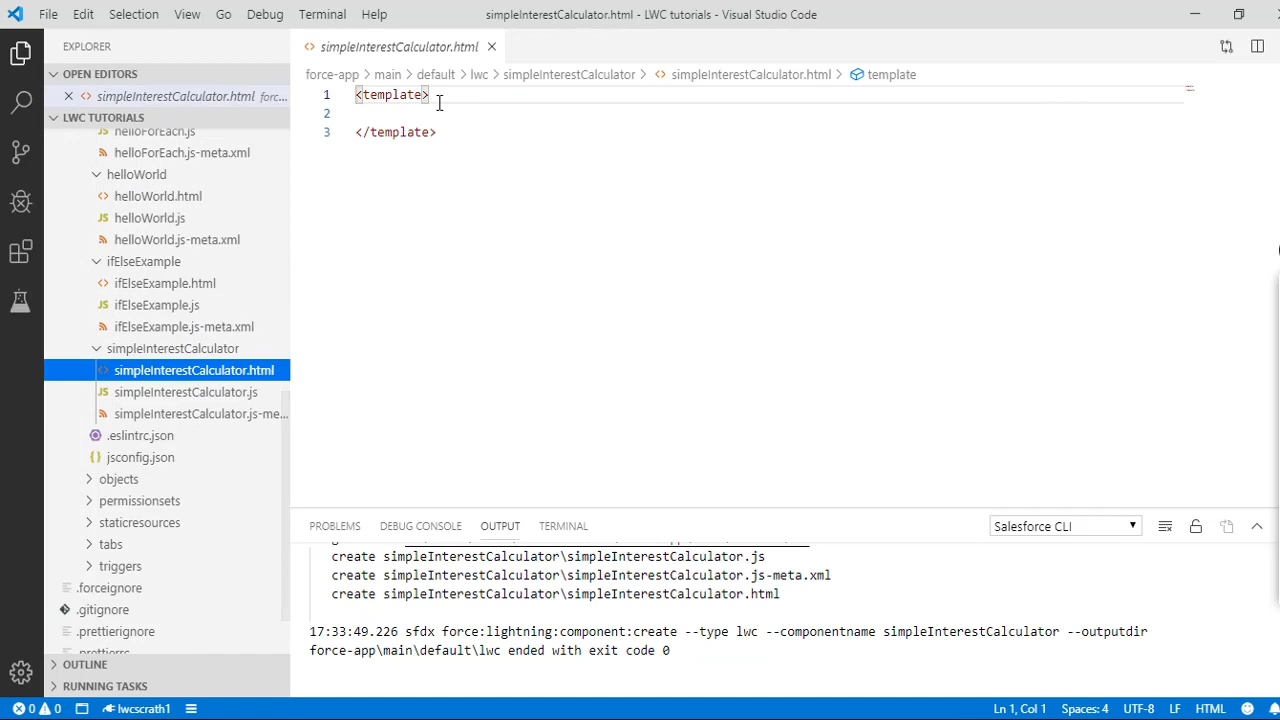 File Edit Selection View Go Debug Terminal Help simpleInterestCalculator.html - LWC tutorials - Visual Studio Code
EXPLORER
OPEN EDITORS
simpleInterestCalculator.html forc...
LWC TUTORIALS
helloForEach.js
helloForEach.js-meta.xml
helloWorld
helloWorld.html
helloWorld.js
helloWorld.js-meta.xml
ifElseExample
ifElseExample.html
ifElseExample.js
ifElseExample.js-meta.xml
simpleInterestCalculator
simpleInterestCalculator.html
JS simpleInterestCalculator.js
simpleInterestCalculator.js-me...
.eslintrc.json
jsconfig.json
objects
permissionsets
staticresources
tabs
triggers
.forceignore
.gitignore
.prettierignore
.prettierrc
OUTLINE
RUNNING TASKS
simpleInterestCalculator.html
force-app > main > default > lwc > simpleInterestCalculator > simpleInterestCalculator.html > template
1 <template>
2
3 </template>
PROBLEMS DEBUG CONSOLE OUTPUT TERMINAL Salesforce CLI
create simpleInterestCalculator\simpleInterestCalculator.js
create simpleInterestCalculator\simpleInterestCalculator.js-meta.xml
create simpleInterestCalculator\simpleInterestCalculator.html
17:33:49.226 sfdx force:lightning:component:create --type lwc --componentname simpleInterestCalculator --outputdir
force-app\main\default\lwc ended with exit code 0
0 0 lwcscrath1 Ln 1, Col 1 Spaces: 4 UTF-8 LF HTML